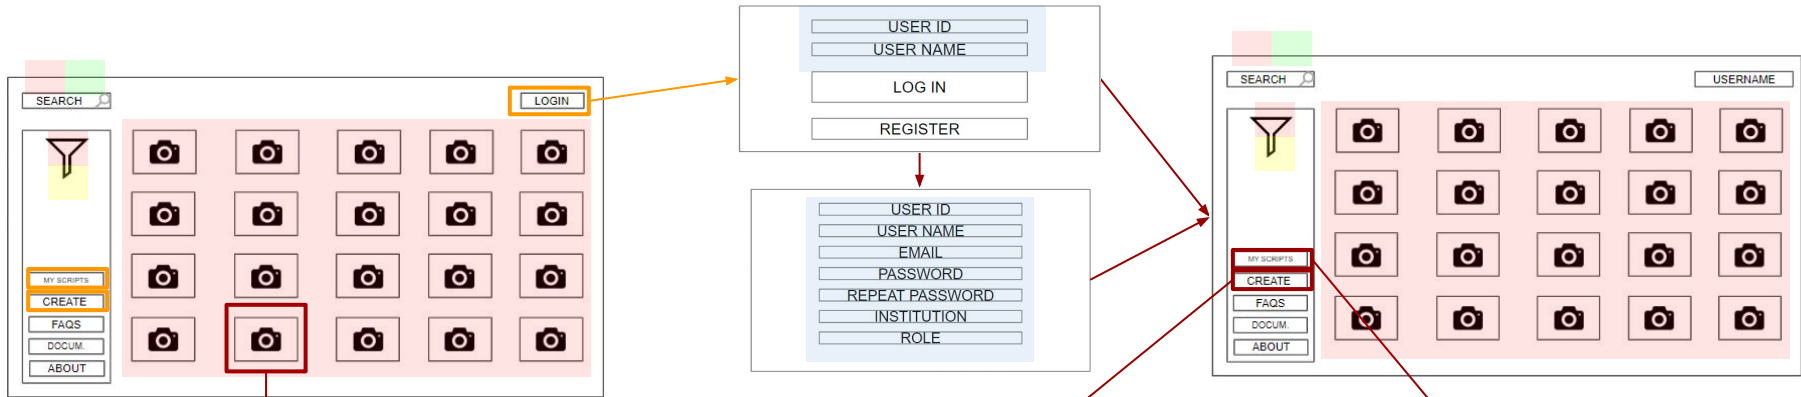 SEARCH
LOGIN
MY SCRIPTS
CREATE
FAQS
DOCUM.
ABOUT
USER ID
USER NAME
LOG IN
REGISTER
USER ID
USER NAME
EMAIL
PASSWORD
REPEAT PASSWORD
INSTITUTION
ROLE
SEARCH
USERNAME
MY SCRIPTS
CREATE
FAQS
DOCUM.
ABOUT